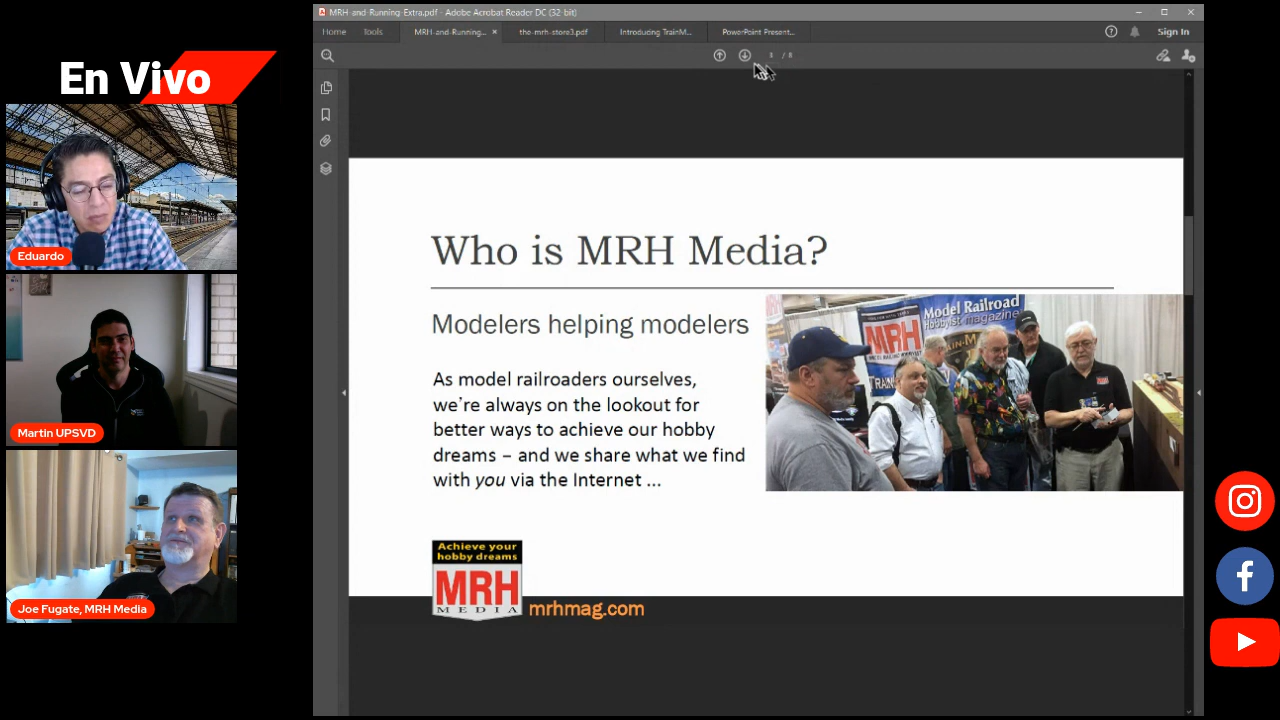 MRH-and-Running-Extra.pdf - Adobe Acrobat Reader DC (32-bit)
Home
Tools
MRH-and-Running...
the-mrh-store3.pdf
Introducing TrainM...
PowerPoint Present...
Sign In
/ 8
En Vivo
Eduardo
Martin UPSVD
Joe Fugate, MRH Media
Who is MRH Media?
Modelers helping modelers
As model railroaders ourselves,
we’re always on the lookout for
better ways to achieve our hobby
dreams – and we share what we find
with you via the Internet ...
Model Railroad
Hobbyist magazine
MRH
Achieve your
hobby dreams
MRH
MEDIA
mrhmag.com